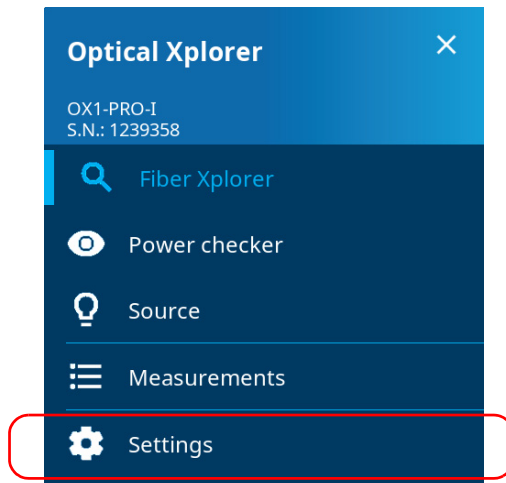 Optical Xplorer
OX1-PRO-I
S.N.: 1239358
Fiber Xplorer
Power checker
Source
Measurements
Settings